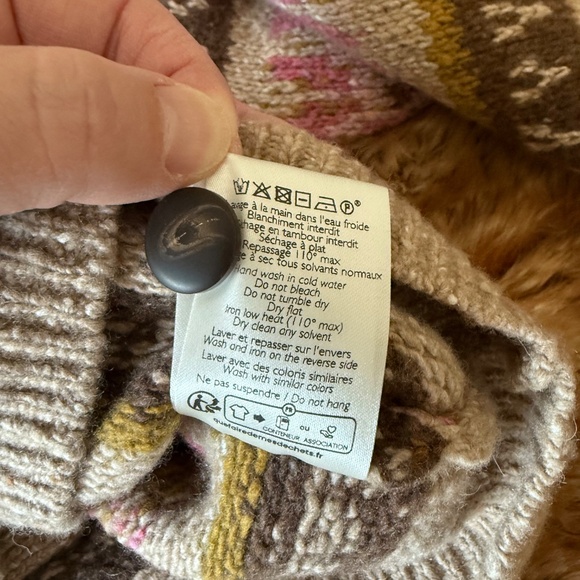 à la main dans l'eau froide
Blanchiment interdit
en tambour interdit
Séchage à plat
Repassage 110° max
à sec tous solvants normaux
Hand wash in cold water
Do not bleach
Do not tumble dry
Dry flat
Iron low heat (110° max)
Dry clean any solvent
Laver et repasser sur l'envers
Wash and iron on the reverse side
Laver avec des coloris similaires
Wash with similar colors
Ne pas suspendre / Do not hang
FR
OU
CONTENEUR ASSOCIATION
quefairedemesdechets.fr